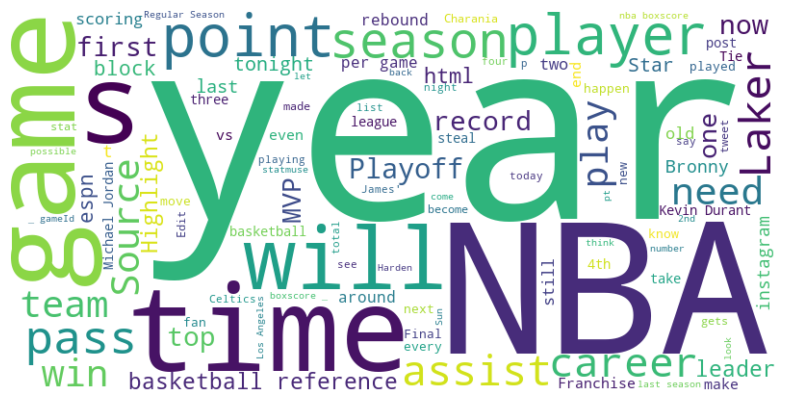 scoring
Regular Season
rebound
Charania
nba boxscore
now
first
point
season
player
post
Tie
block
tonight
per game
html
two
Star
four
p
played
last
let
back
end
happen
game
s
year
three
made
night
list
record
one
Laker
old
say
tweet
stat
vs
even
league
steal
play
new
possible
rt
espn
Highlight
MVP
playing
statmuse
Playoff
James'
today
pt
Bronny
need
_ gameId
Source
Michael Jordan
move
Edit
come
become
Kevin Durant
2nd
basketball
will
total
see
Harden
NBA
think
number
know
still
4th
take
instagram
team
Celtics
boxscore _
around
next
time
pass
top
fan
Los Angeles
Final
every
Sun
gets
look
win
basketball reference
assist
career
leader
Franchise
last season
make